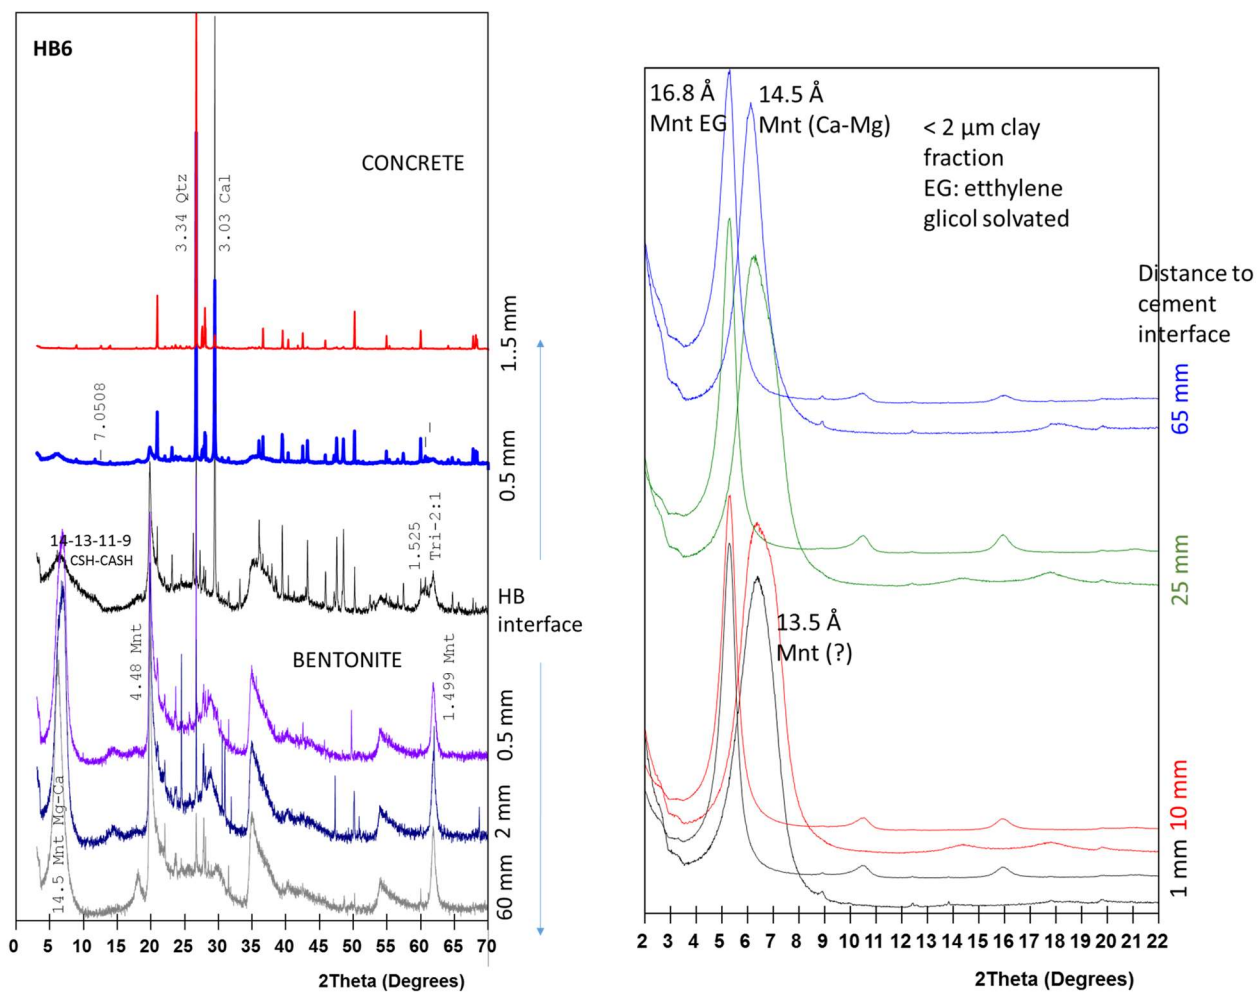 HB6
CONCRETE
3.34 Qtz
3.03 Cal
1..5 mm
7.0508
0.5 mm
14-13-11-9
CSH-CASH
1.525
Tri-2:1
HB
interface
BENTONITE
4.48 Mnt
1.499 Mnt
0.5 mm
2 mm
14.5 Mnt Mg-Ca
60 mm
0 5 10 15 20 25 30 35 40 45 50 55 60 65 70
2Theta (Degrees)
16.8 Å
Mnt EG
14.5 Å
Mnt (Ca-Mg)
< 2 µm clay
fraction
EG: etthylene
glicol solvated
Distance to
cement
interface
65 mm
25 mm
13.5 Å
Mnt (?)
10 mm
1 mm
2 3 4 5 6 7 8 9 10 11 12 13 14 15 16 17 18 19 20 21 22
2Theta (Degrees)